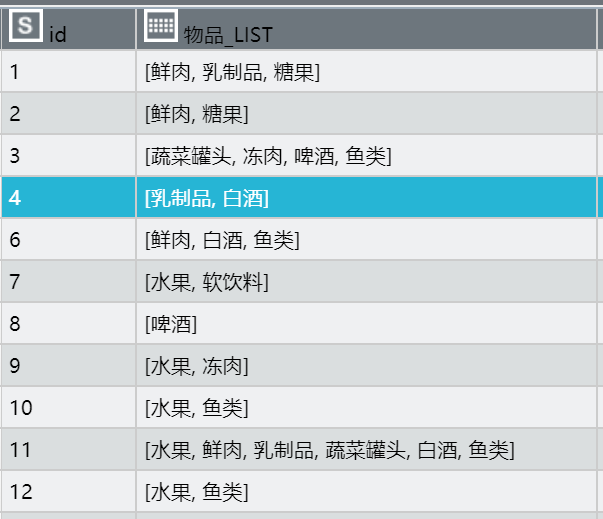 S id 物品_LIST
1 [鲜肉, 乳制品, 糖果]
2 [鲜肉, 糖果]
3 [蔬菜罐头, 冻肉, 啤酒, 鱼类]
4 [乳制品, 白酒]
6 [鲜肉, 白酒, 鱼类]
7 [水果, 软饮料]
8 [啤酒]
9 [水果, 冻肉]
10 [水果, 鱼类]
11 [水果, 鲜肉, 乳制品, 蔬菜罐头, 白酒, 鱼类]
12 [水果, 鱼类]